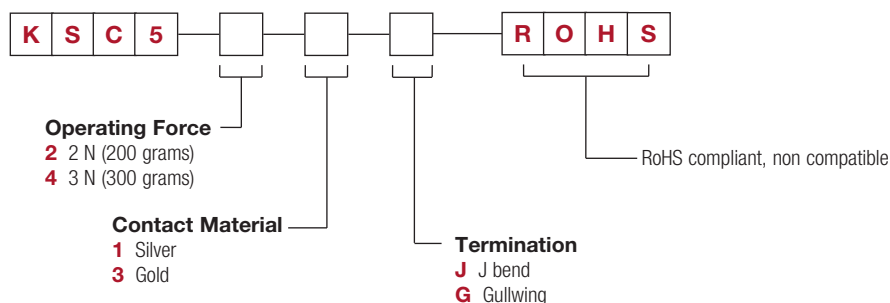 K S C 5 R O H S
Operating Force
2 2 N (200 grams)
4 3 N (300 grams)
RoHS compliant, non compatible
Contact Material
1 Silver
3 Gold
Termination
J J bend
G Gullwing